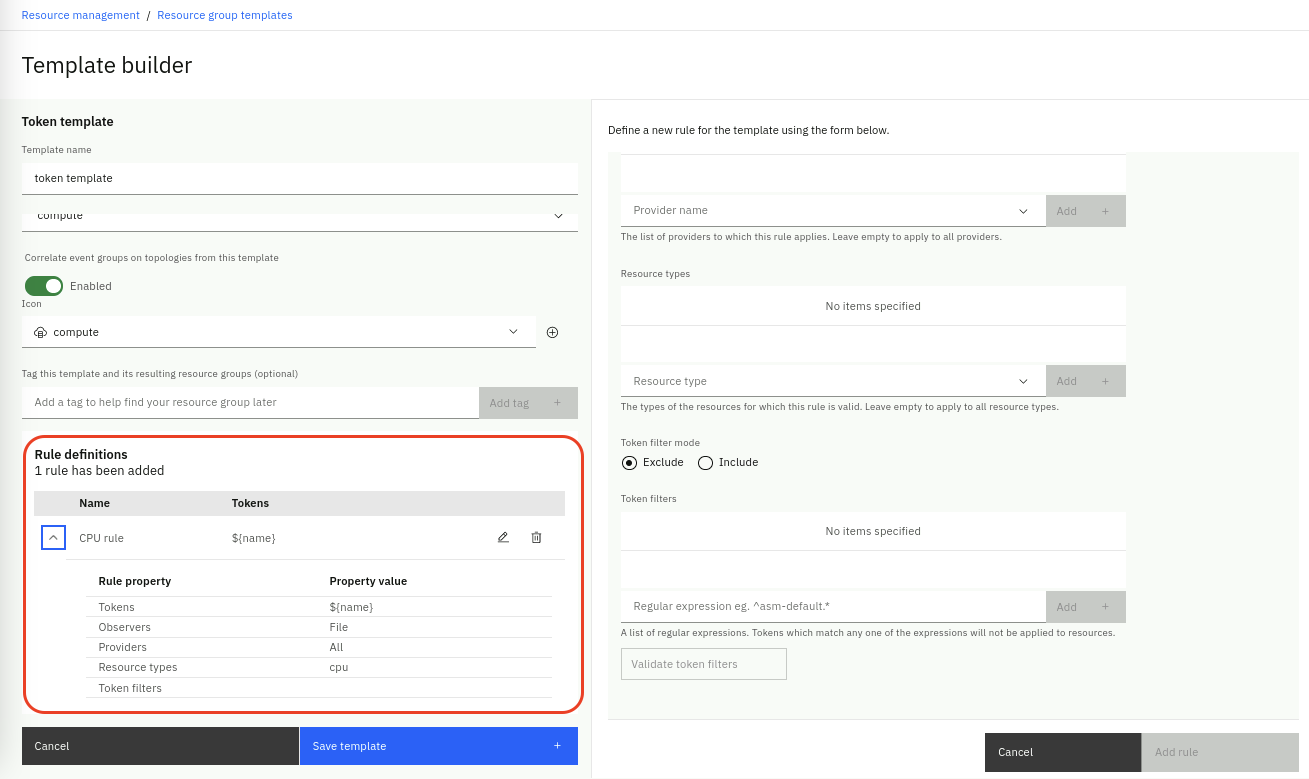 Resource management / Resource group templates
Template builder
Token template
Template name
token template
compute
Correlate event groups on topologies from this template
Enabled
Icon
compute
Tag this template and its resulting resource groups (optional)
Add a tag to help find your resource group later
Add tag +
Rule definitions
1 rule has been added
Name Tokens
CPU rule ${name}
Rule property Property value
Tokens ${name}
Observers File
Providers All
Resource types cpu
Token filters
Cancel
Save template +
Define a new rule for the template using the form below.
Provider name
Add +
The list of providers to which this rule applies. Leave empty to apply to all providers.
Resource types
No items specified
Resource type
Add +
The types of the resources for which this rule is valid. Leave empty to apply to all resource types.
Token filter mode
Exclude Include
Token filters
No items specified
Regular expression eg. ^asm-default.*
Add +
A list of regular expressions. Tokens which match any one of the expressions will not be applied to resources.
Validate token filters
Cancel
Add rule